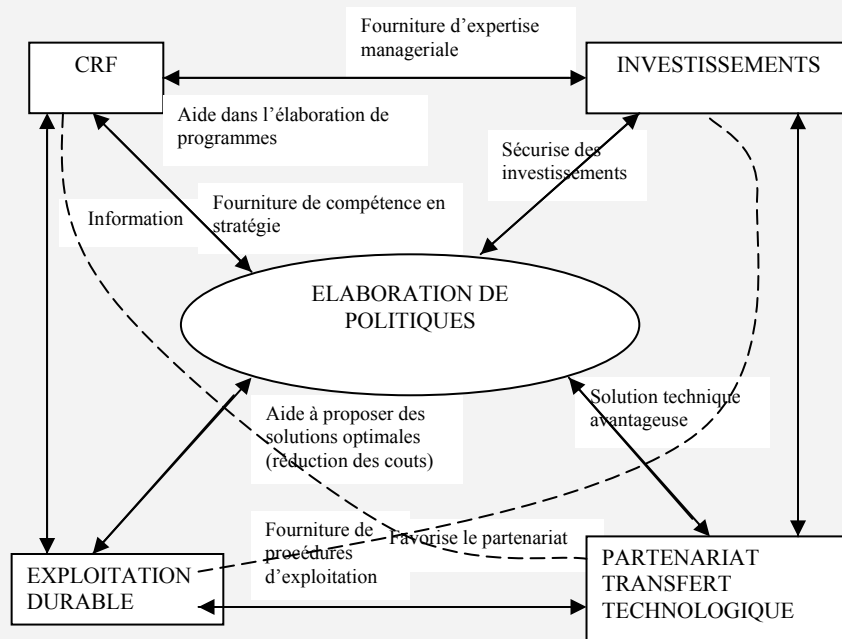 Fourniture d'expertise
manageriale
CRF
INVESTISSEMENTS
Aide dans l'élaboration de
programmes
Sécurise des
investissements
Information
Fourniture de compétence en
stratégie
ELABORATION DE
POLITIQUES
Aide à proposer des
solutions optimales
(réduction des couts)
Solution technique
avantageuse
Fourniture de
procédures
d'exploitation
Favorise le partenariat
EXPLOITATION
DURABLE
PARTENARIAT
TRANSFERT
TECHNOLOGIQUE